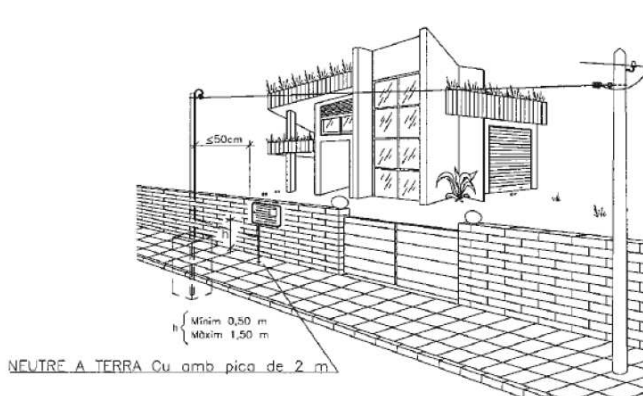 ≤50cm
h
h { Mínim 0,50 m
Màxim 1,50 m
NEUTRE A TERRA Cu amb pica de 2 m